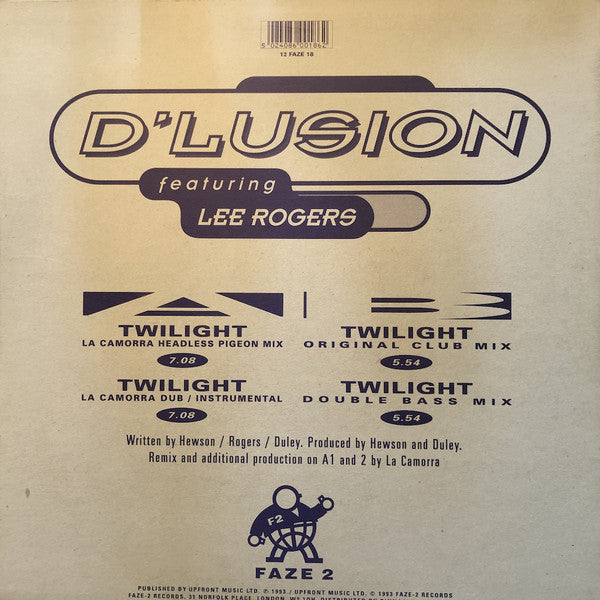 5 024086 001862
12 FAZE 18
D'LUSION
featuring
LEE ROGERS
A
TWILIGHT
LA CAMORRA HEADLESS PIGEON MIX
7.08
TWILIGHT
LA CAMORRA DUB / INSTRUMENTAL
7.08
B
TWILIGHT
ORIGINAL CLUB MIX
5.54
TWILIGHT
DOUBLE BASS MIX
5.54
Written by Hewson / Rogers / Duley. Produced by Hewson and Duley.
Remix and additional production on A1 and 2 by La Camorra
F2
FAZE 2
PUBLISHED BY UPFRONT MUSIC LTD ℗ 1993 / UPFRONT MUSIC LTD. © 1993 FAZE-2 RECORDS
FAZE-2 RECORDS, 31 NORFOLK PLACE, LONDON, W2 1QH. DISTRIBUTED BY